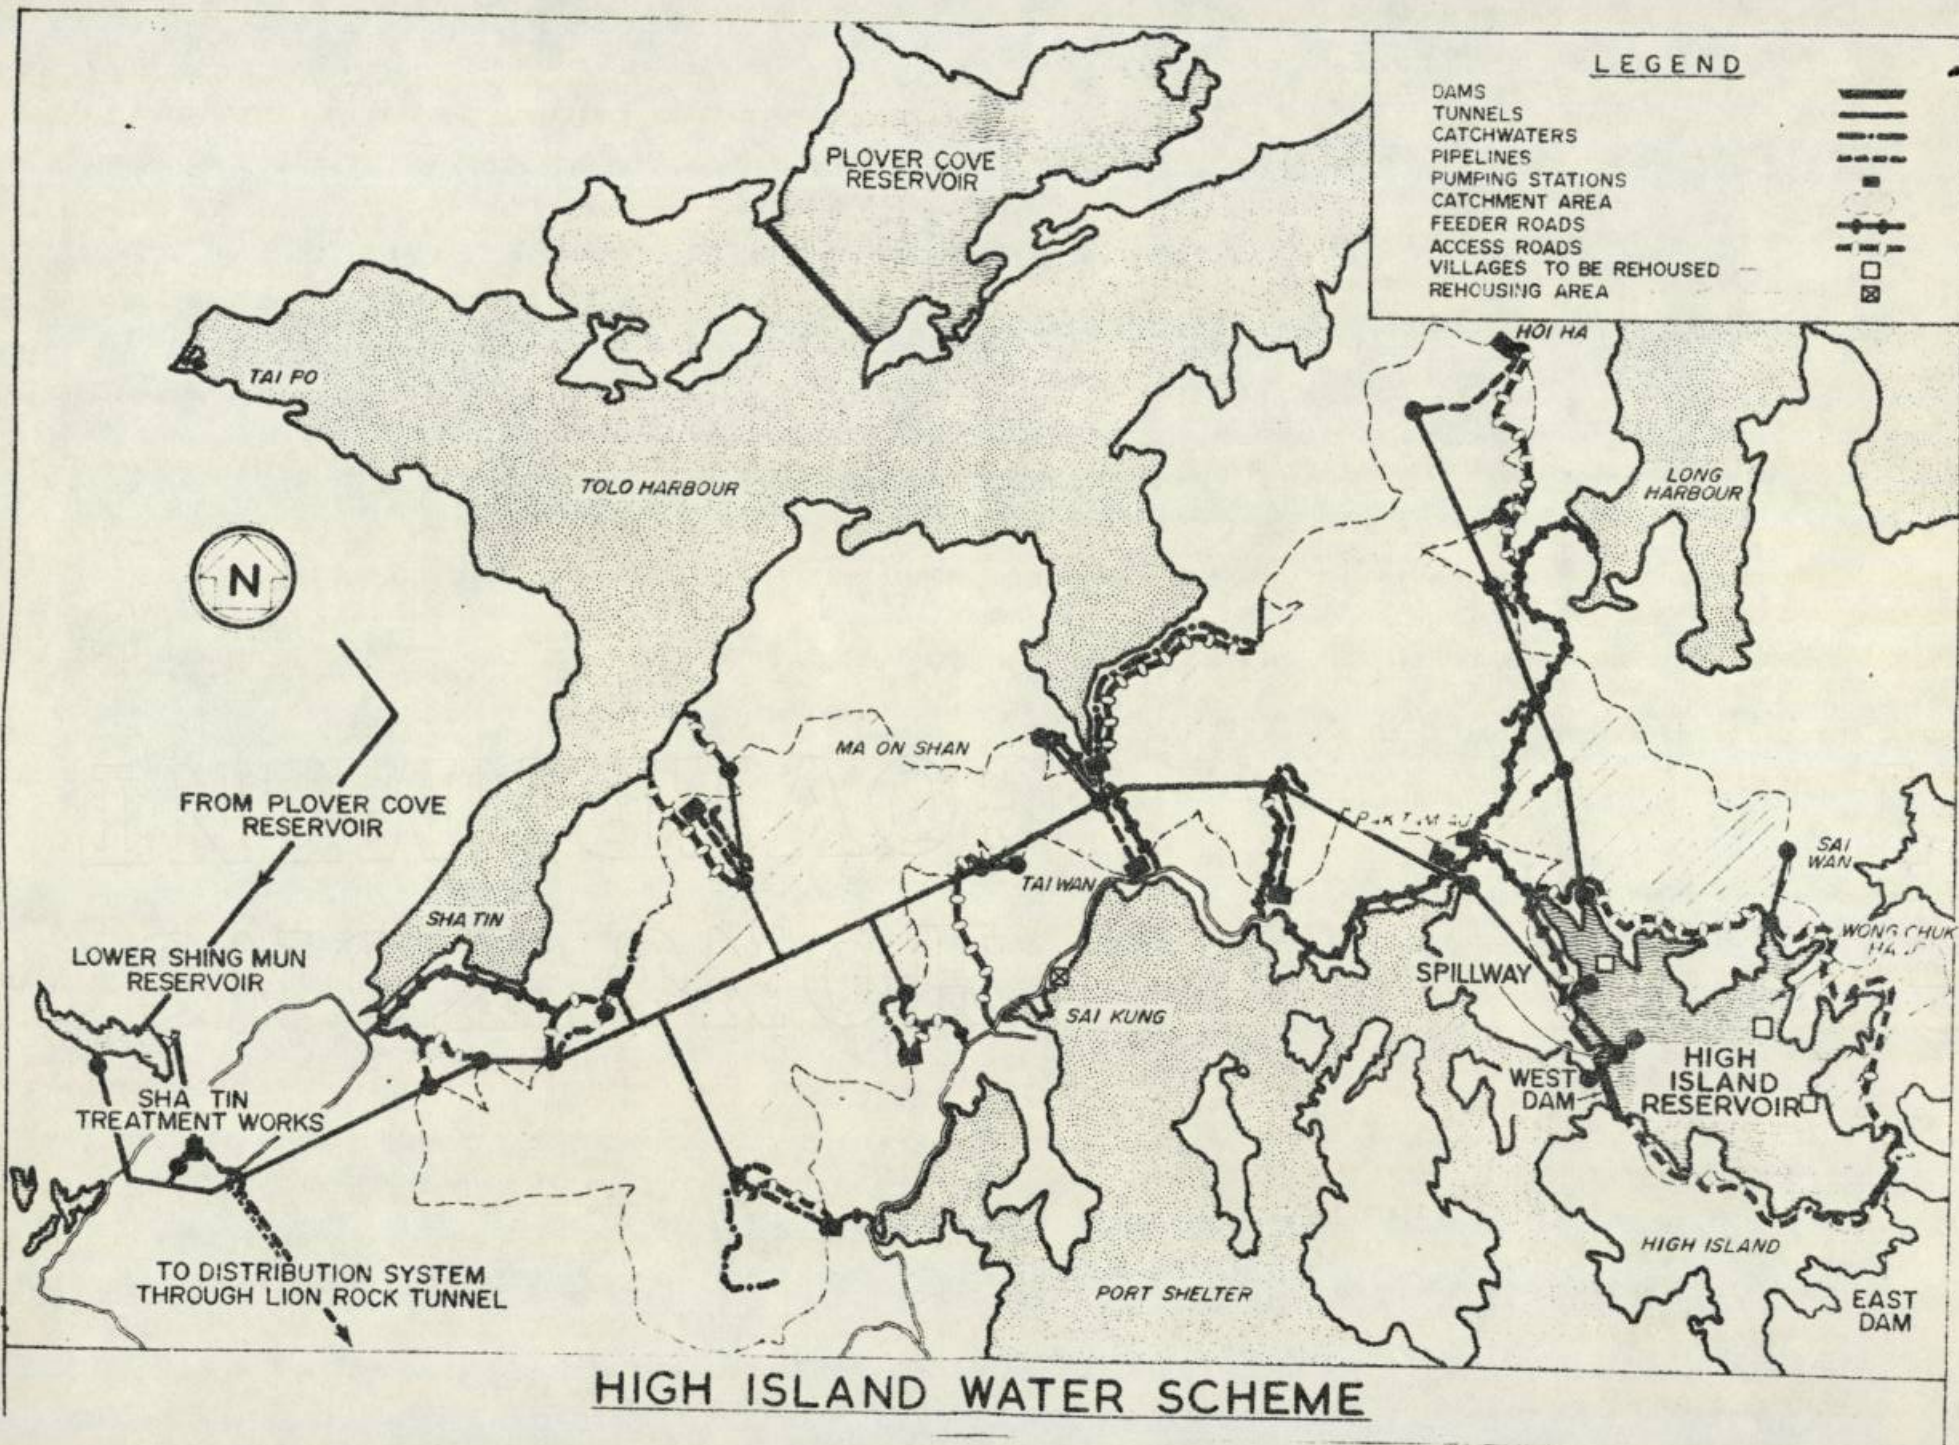 LEGEND
DAMS
TUNNELS
CATCHWATERS
PIPELINES
PUMPING STATIONS
CATCHMENT AREA
FEEDER ROADS
ACCESS ROADS
VILLAGES TO BE REHOUSED
REHOUSING AREA
PLOVER COVE
RESERVOIR
HOI HA
TAI PO
TOLO HARBOUR
LONG
HARBOUR
N
MA ON SHAN
FROM PLOVER COVE
RESERVOIR
SAI
WAN
TAI WAN
SHA TIN
WONG CHUK
LOWER SHING MUN
RESERVOIR
SPILLWAY
SAI KUNG
HIGH
ISLAND
RESERVOIR
WEST
DAM
SHA TIN
TREATMENT WORKS
HIGH ISLAND
TO DISTRIBUTION SYSTEM
THROUGH LION ROCK TUNNEL
PORT SHELTER
EAST
DAM
HIGH ISLAND WATER SCHEME